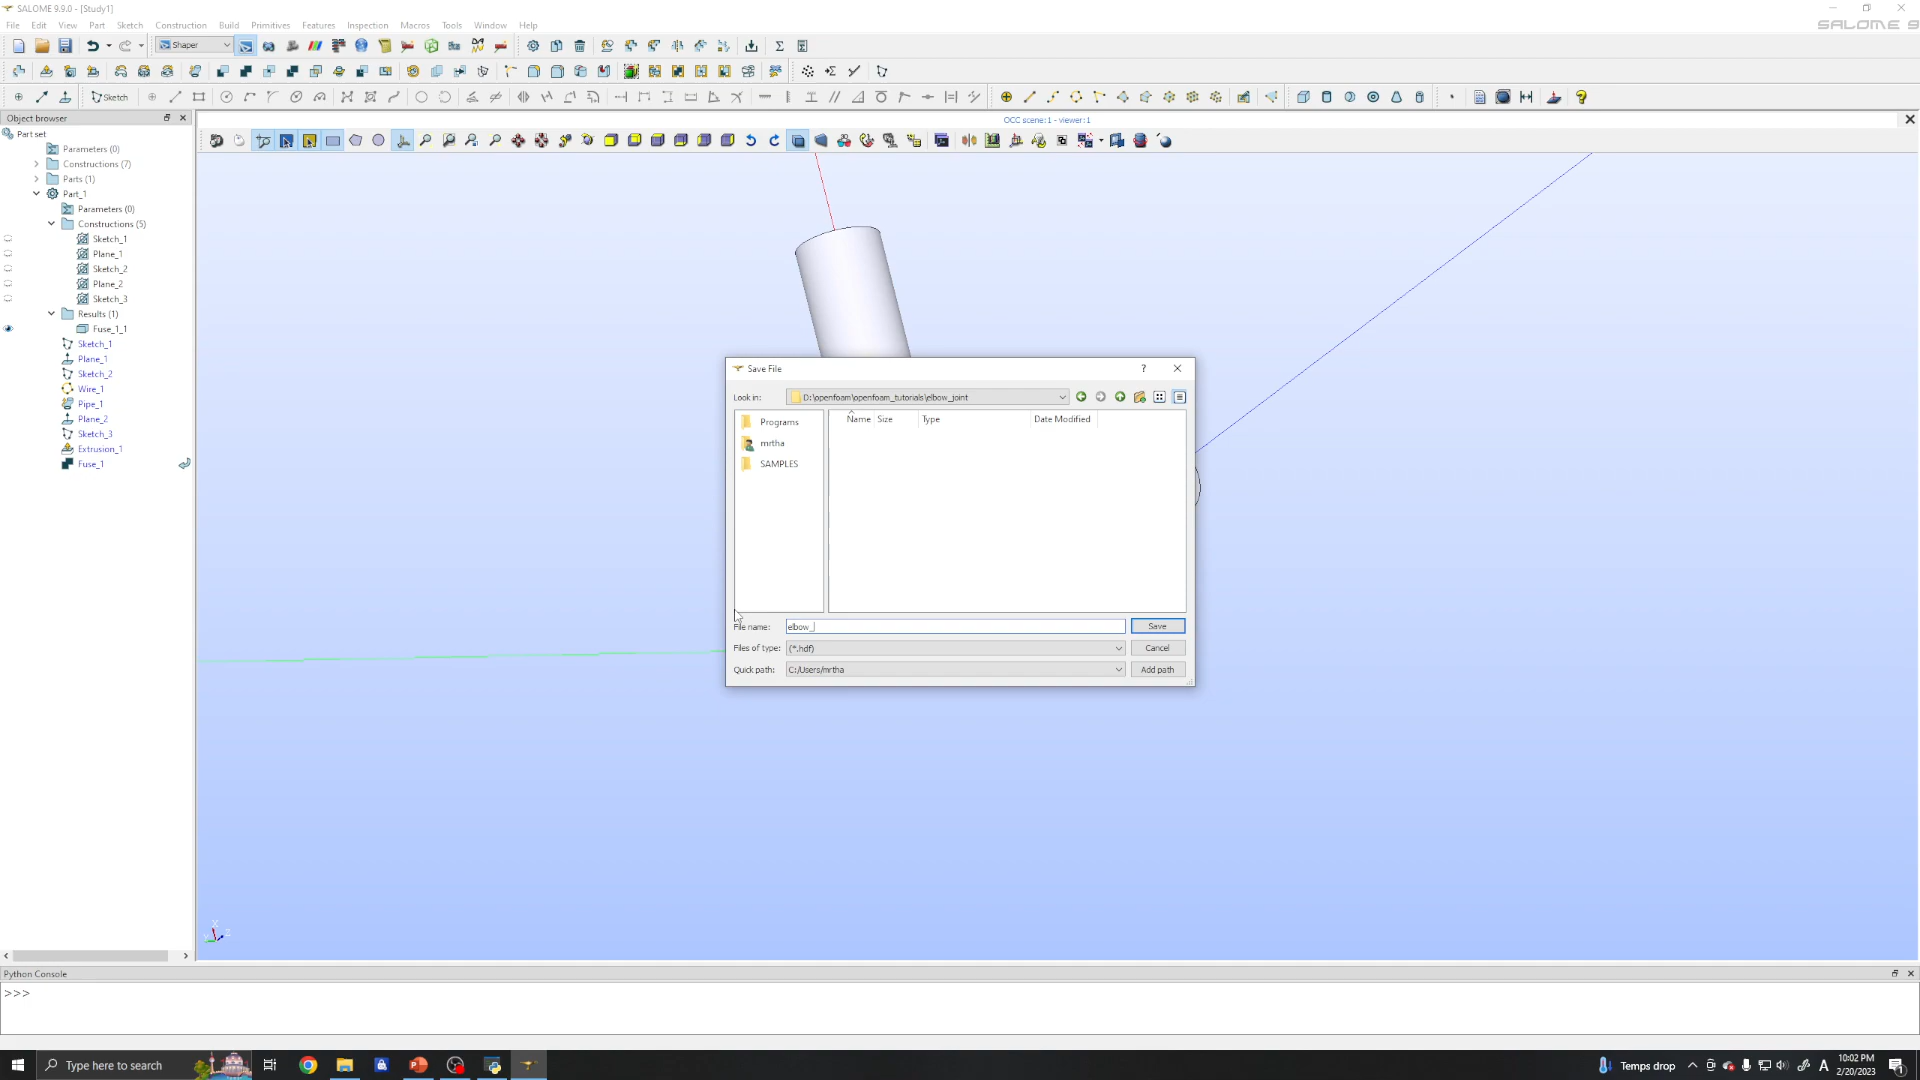 SALOME 9.9.0 - [Study1]
File Edit View Part Sketch Construction Build Primitives Features Inspection Macros Tools Window Help
SALOME 9
Shaper
Sketch
Object browser
OCC scene:1 - viewer:1
Part set
Parameters (0)
Constructions (7)
Parts (1)
Part_1
Parameters (0)
Constructions (5)
Sketch_1
Plane_1
Sketch_2
Plane_2
Sketch_3
Results (1)
Fuse_1_1
Sketch_1
Plane_1
Sketch_2
Wire_1
Pipe_1
Plane_2
Sketch_3
Extrusion_1
Fuse_1
Save File
?
Look in: D:\openfoam\openfoam_tutorials\elbow_joint
Name Size Type Date Modified
Programs
mrtha
SAMPLES
File name: elbow_ Save
Files of type: (*.hdf) Cancel
Quick path: C:/Users/mrtha Add path
X
Y Z
Python Console
>>>
Type here to search
Temps drop
A
10:02 PM
2/20/2023
1